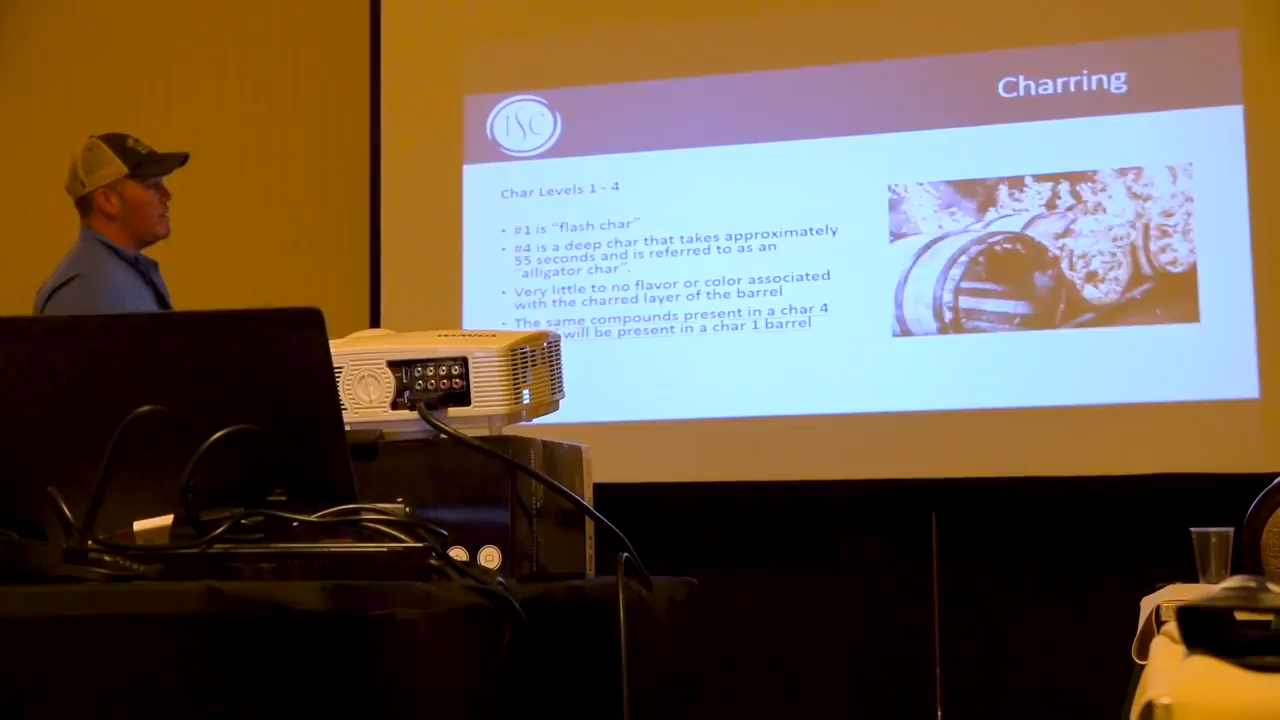 Charring
ISC
Char Levels 1 - 4
• #1 is “flash char”
• #4 is a deep char that takes approximately
55 seconds and is referred to as an
“alligator char”.
• Very little to no flavor or color associated
with the charred layer of the barrel
• The same compounds present in a char 4
will be present in a char 1 barrel